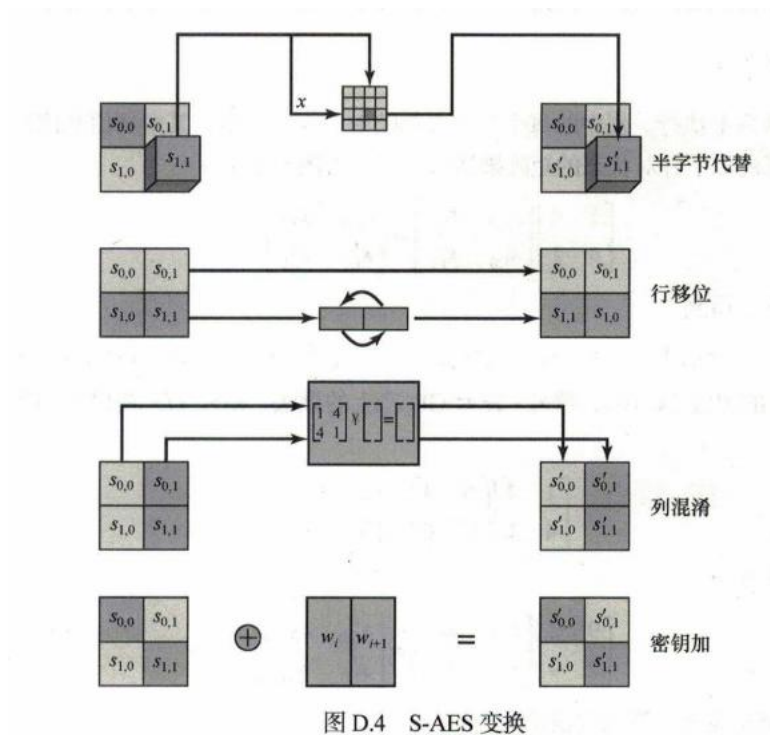 x
s0,0 s0,1
s1,0 s1,1
s′0,0 s′0,1
s′1,0 s′1,1
半字节代替
s0,0 s0,1
s1,0 s1,1
s0,0 s0,1
s1,1 s1,0
行移位
[1 4
4 1] ¥ [ ] = [ ]
s0,0 s0,1
s1,0 s1,1
s′0,0 s′0,1
s′1,0 s′1,1
列混淆
s0,0 s0,1
s1,0 s1,1
⊕
wi wi+1
=
s′0,0 s′0,1
s′1,0 s′1,1
密钥加
图 D.4 S-AES 变换